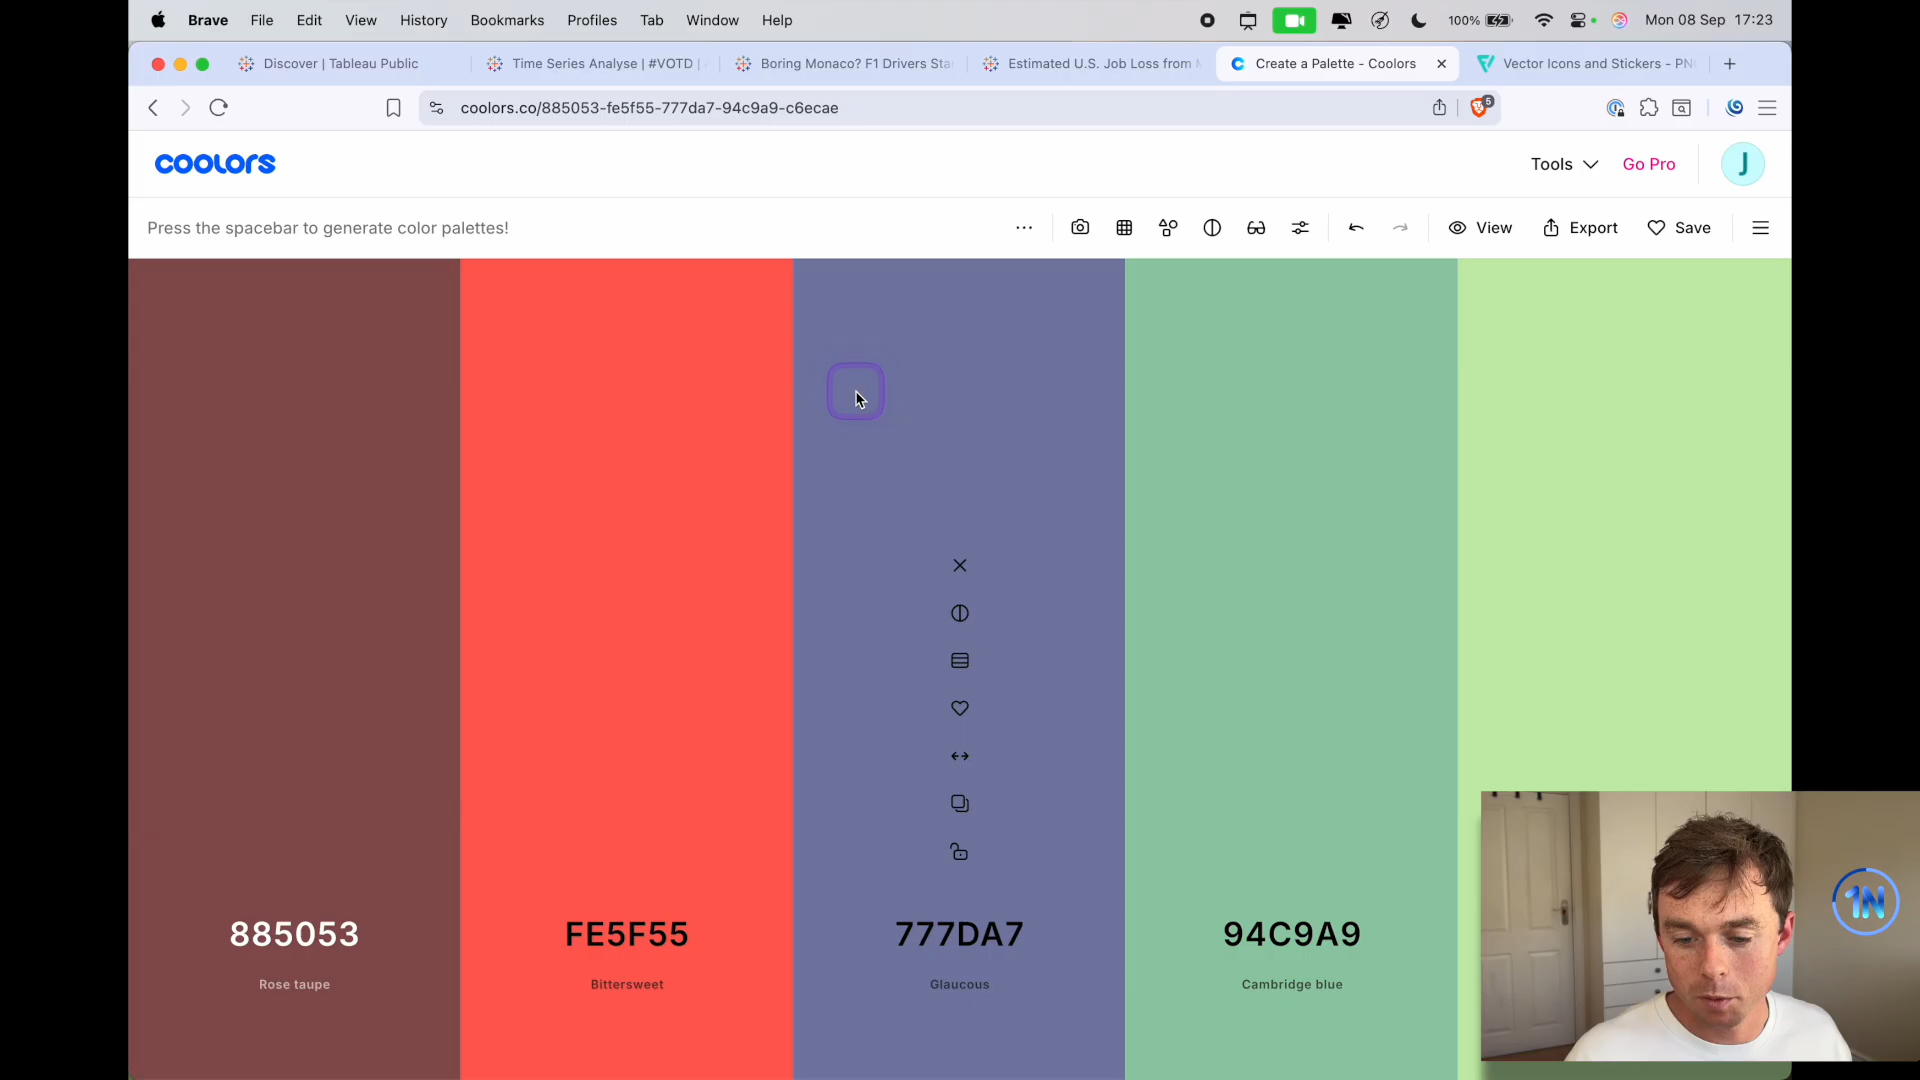 Brave File Edit View History Bookmarks Profiles Tab Window Help 100% Mon 08 Sep 17:23
Discover | Tableau Public
Time Series Analyse | #VOTD |
Boring Monaco? F1 Drivers Sta
Estimated U.S. Job Loss from
Create a Palette - Coolors
Vector Icons and Stickers - PN
coolors.co/885053-fe5f55-777da7-94c9a9-c6ecae
5
coolors
Tools
Go Pro
J
Press the spacebar to generate color palettes!
View
Export
Save
885053
FE5F55
777DA7
94C9A9
Rose taupe
Bittersweet
Glaucous
Cambridge blue
1N